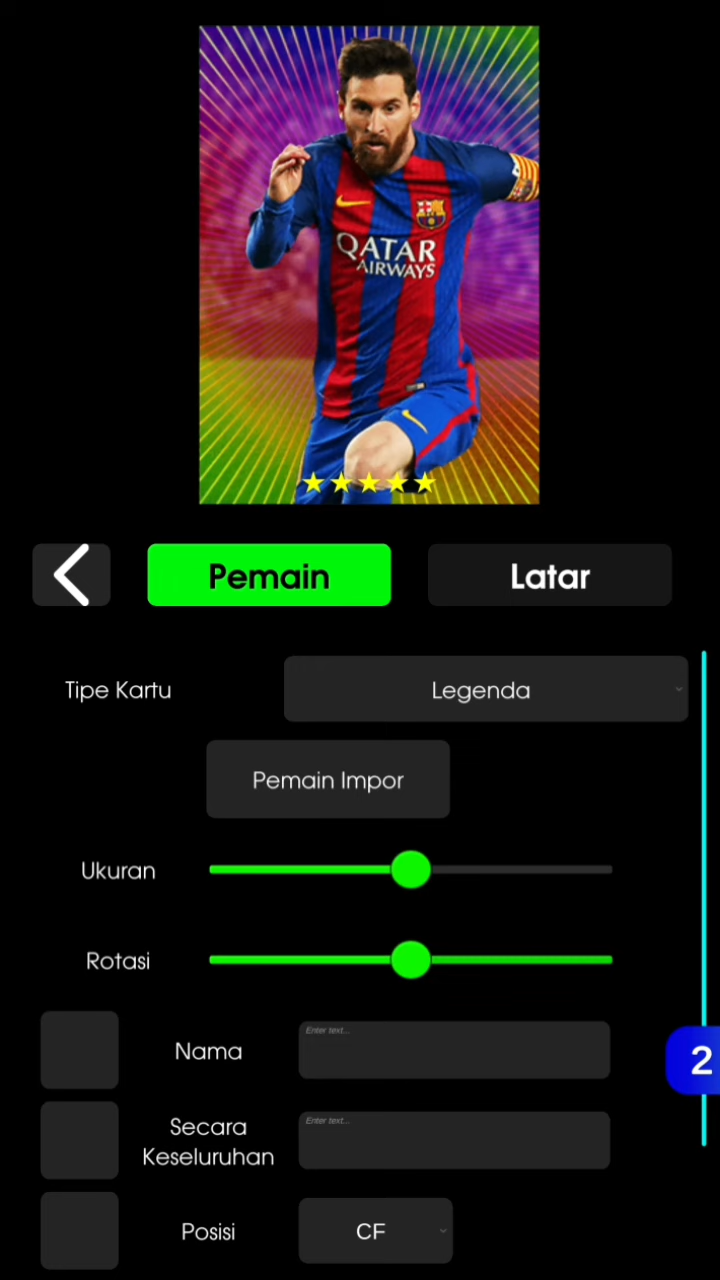 QATAR
AIRWAYS
Pemain
Latar
Tipe Kartu
Legenda
Pemain Impor
Ukuran
Rotasi
Nama
Enter text...
2
Secara
Keseluruhan
Enter text...
Posisi
CF